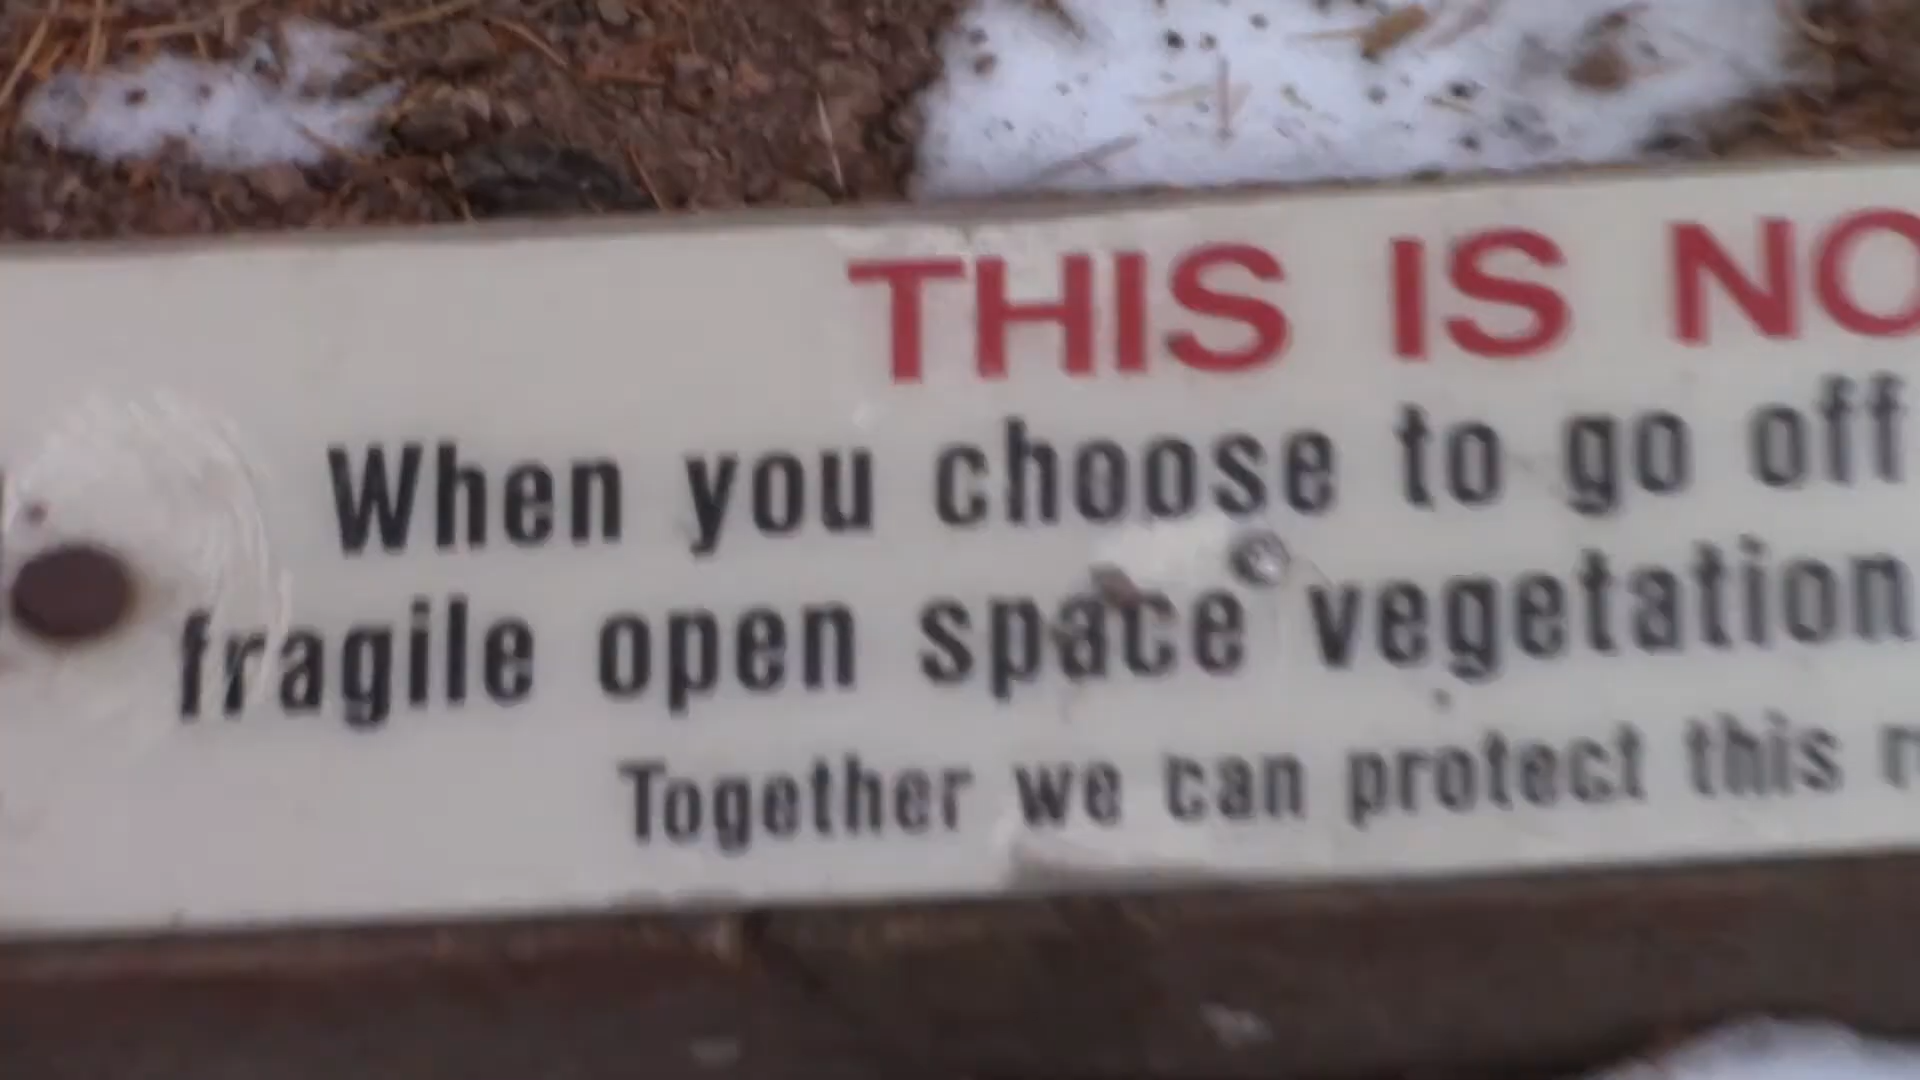 THIS IS NO
When you choose to go off
fragile open space vegetation
Together we can protect this